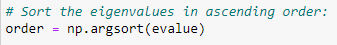 # Sort the eigenvalues in ascending order:
order = np.argsort(evalue)